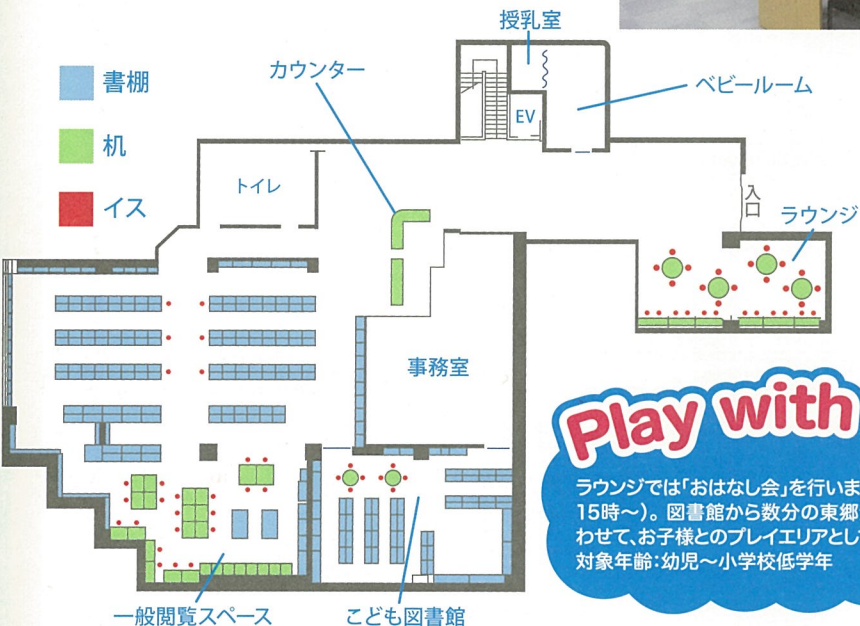 授乳室
カウンター
ベビールーム
書棚
机
イス
EV
トイレ
入口
ラウンジ
事務室
Play with
ラウンジでは「おはなし会」を行いま
15時～)。図書館から数分の東郷
わせて、お子様とのプレイエリアとし
対象年齢:幼児～小学校低学年
一般閲覧スペース
こども図書館